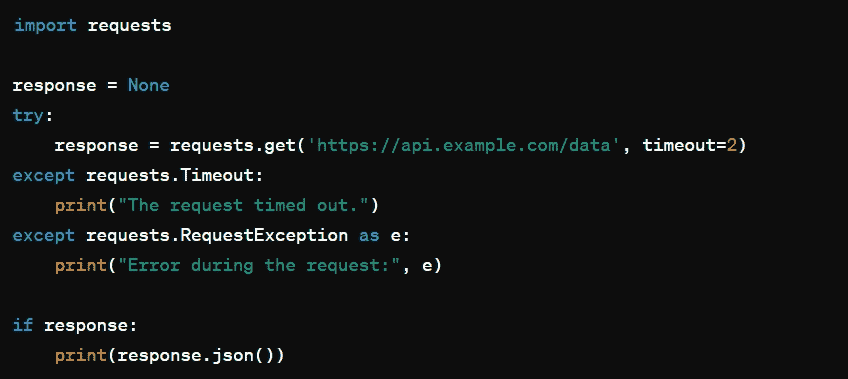 import requests

response = None
try:
    response = requests.get('https://api.example.com/data', timeout=2)
except requests.Timeout:
    print("The request timed out.")
except requests.RequestException as e:
    print("Error during the request:", e)

if response:
    print(response.json())